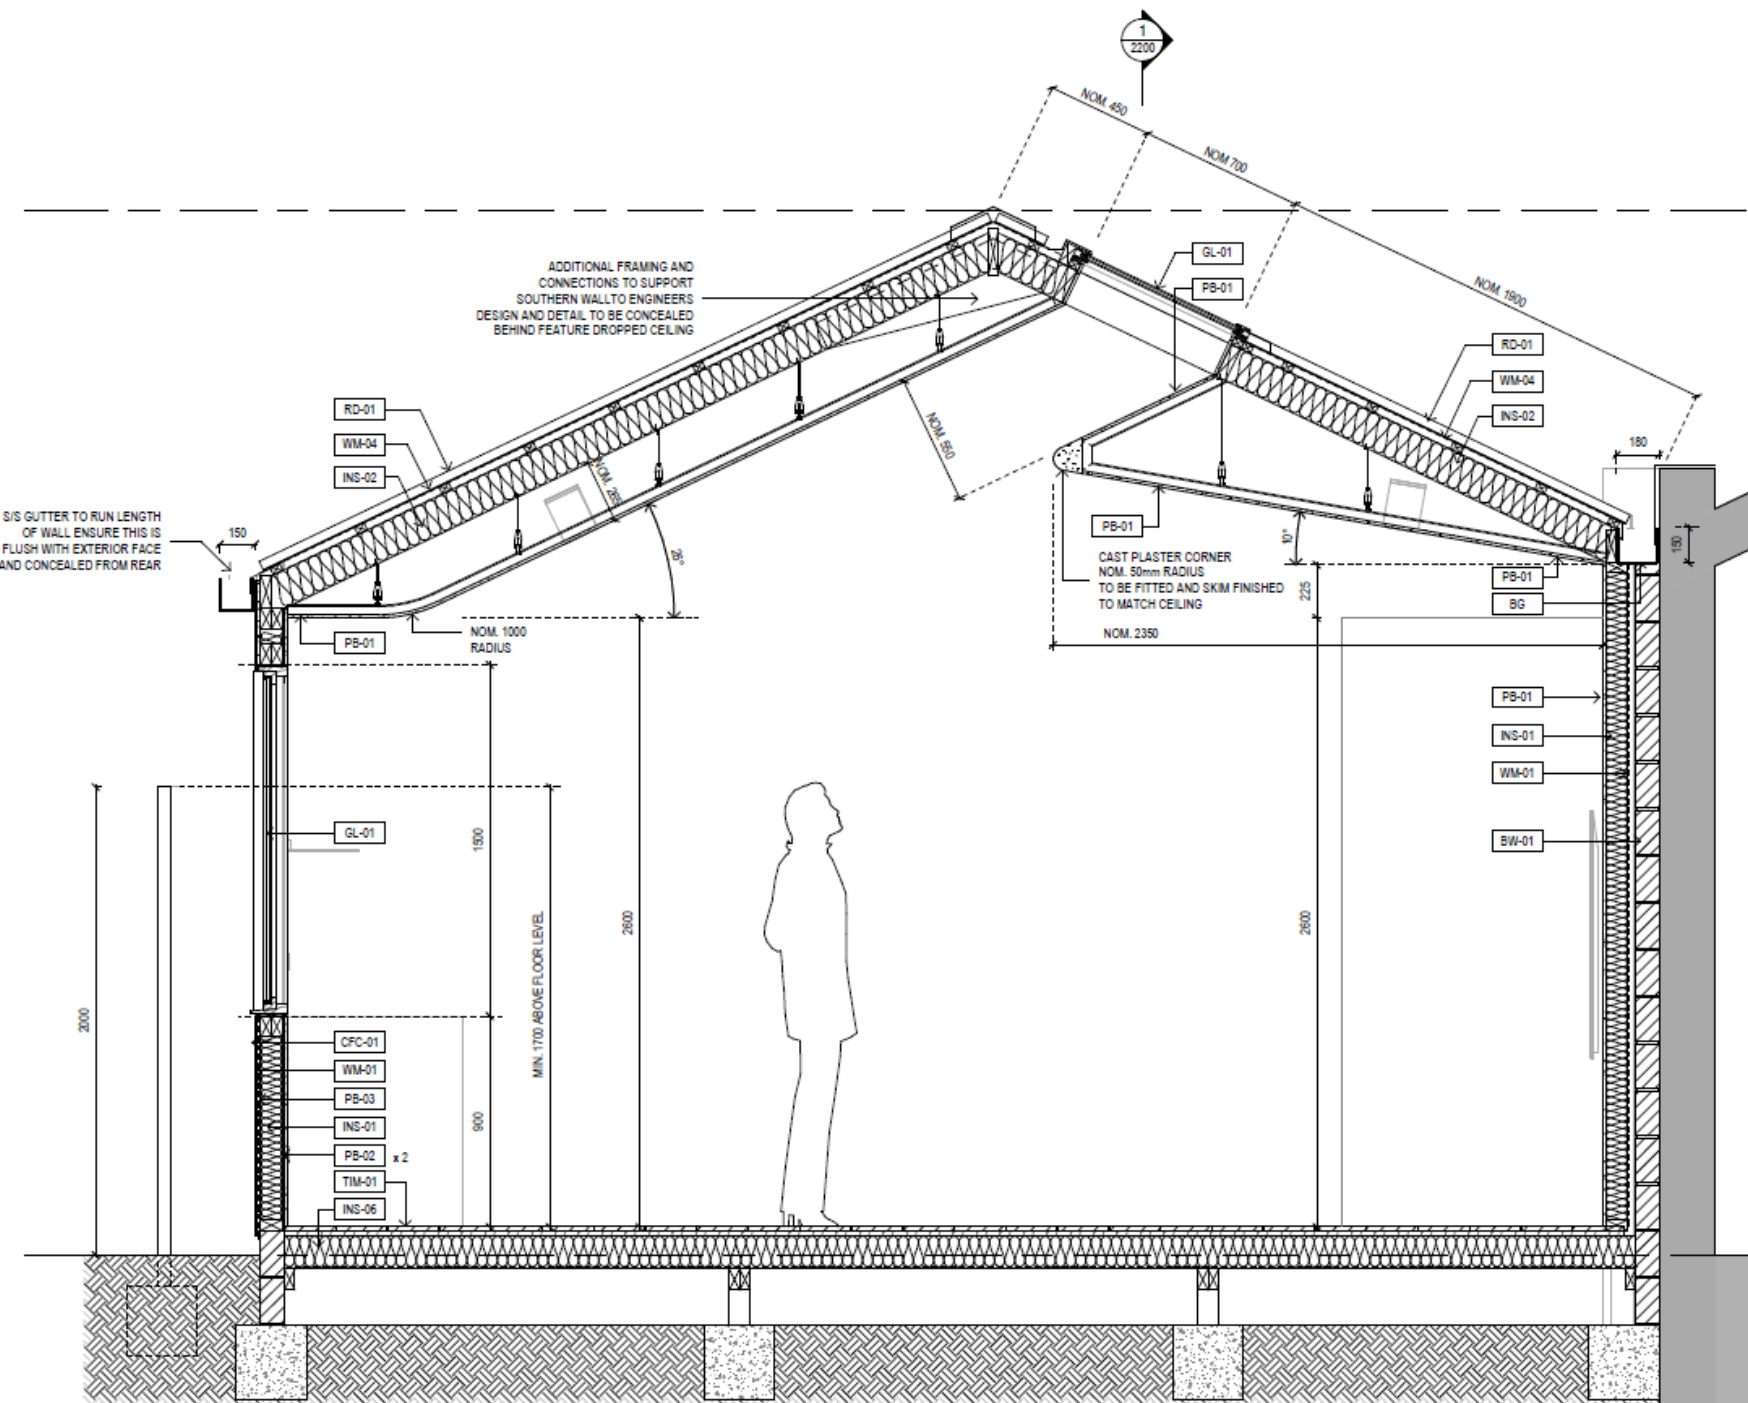 1
2200
NOM. 450
NOM 700
NOM. 1900
GL-01
PB-01
ADDITIONAL FRAMING AND
CONNECTIONS TO SUPPORT
SOUTHERN WALLTO ENGINEERS
DESIGN AND DETAIL TO BE CONCEALED
BEHIND FEATURE DROPPED CEILING
RD-01
WM-04
INS-02
RD-01
WM-04
INS-02
180
150
NOM. 550
NOM. 265
S/S GUTTER TO RUN LENGTH
OF WALL ENSURE THIS IS
FLUSH WITH EXTERIOR FACE
AND CONCEALED FROM REAR
150
PB-01
26°
10°
CAST PLASTER CORNER
NOM. 50mm RADIUS
TO BE FITTED AND SKIM FINISHED
TO MATCH CEILING
225
PB-01
BG
NOM. 1000
RADIUS
PB-01
NOM. 2350
PB-01
INS-01
WM-01
BW-01
GL-01
1500
2600
2600
MIN. 1700 ABOVE FLOOR LEVEL
2000
900
CFC-01
WM-01
PB-03
INS-01
PB-02 x 2
TIM-01
INS-06